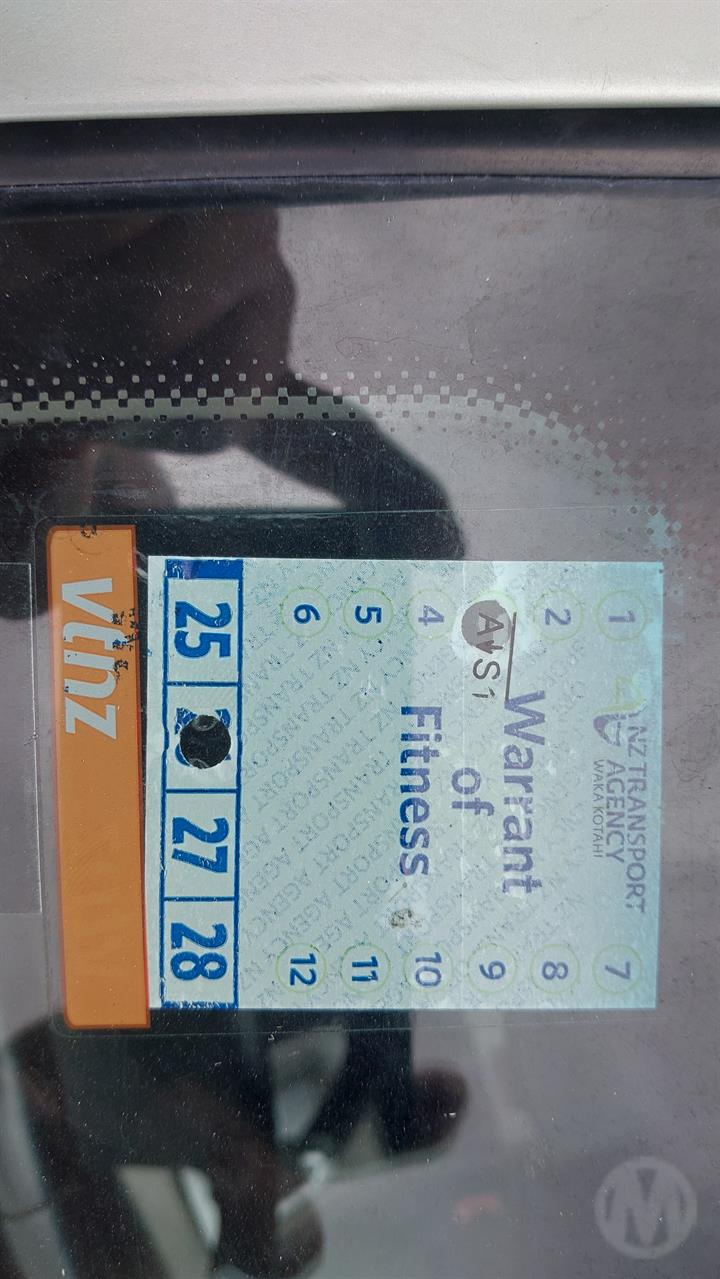 NZ TRANSPORT
AGENCY
WAKA KOTAHI
1
2
4
5
6
7
8
9
10
11
12
Warrant
of
Fitness
25
27
28
vtnz
M